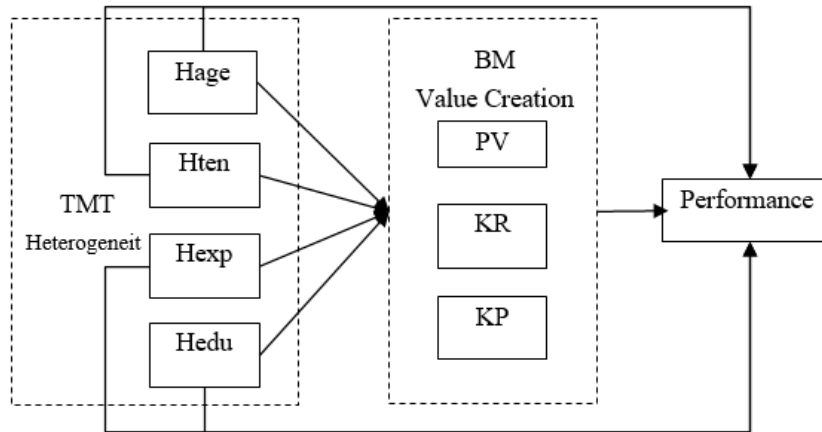 Hage
Hten
TMT
Heterogeneit
Hexp
Hedu
BM
Value Creation
PV
KR
KP
Performance